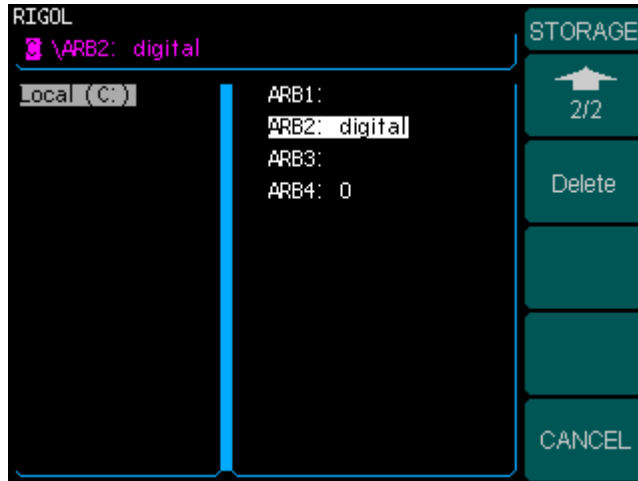 RIGOL
C \ARB2: digital
Local (C:)
ARB1:
ARB2: digital
ARB3:
ARB4: 0
STORAGE
2/2
Delete
CANCEL